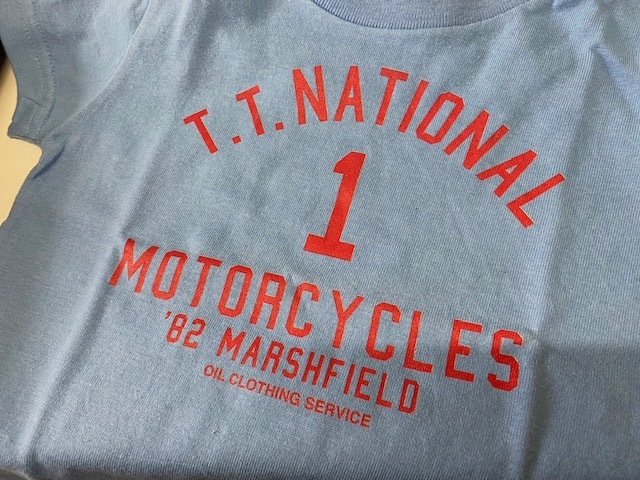 T.T. NATIONAL
1
MOTORCYCLES
'82 MARSHFIELD
OIL CLOTHING SERVICE